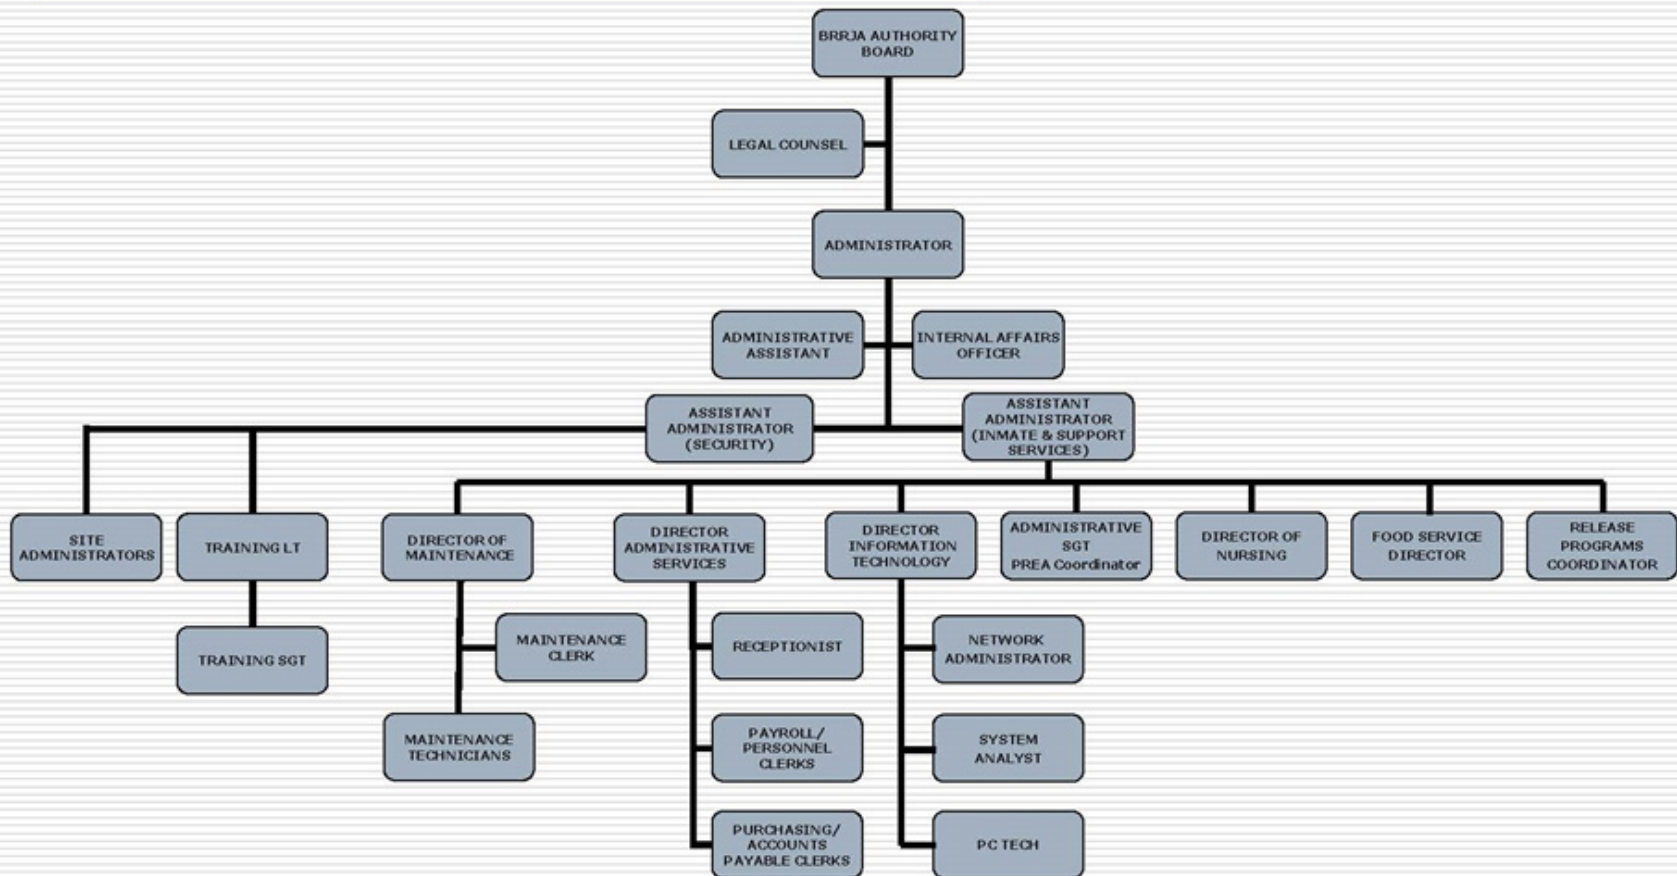 BRRJA AUTHORITY
BOARD
LEGAL COUNSEL
ADMINISTRATOR
ADMINISTRATIVE
ASSISTANT
INTERNAL AFFAIRS
OFFICER
ASSISTANT
ADMINISTRATOR
(SECURITY)
ASSISTANT
ADMINISTRATOR
(INMATE & SUPPORT
SERVICES)
SITE
ADMINISTRATORS
TRAINING LT
DIRECTOR OF
MAINTENANCE
DIRECTOR
ADMINISTRATIVE
SERVICES
DIRECTOR
INFORMATION
TECHNOLOGY
ADMINISTRATIVE
SGT
PREA Coordinator
DIRECTOR OF
NURSING
FOOD SERVICE
DIRECTOR
RELEASE
PROGRAMS
COORDINATOR
TRAINING SGT
MAINTENANCE
CLERK
RECEPTIONIST
NETWORK
ADMINISTRATOR
MAINTENANCE
TECHNICIANS
PAYROLL/
PERSONNEL
CLERKS
SYSTEM
ANALYST
PURCHASING/
ACCOUNTS
PAYABLE CLERKS
PC TECH